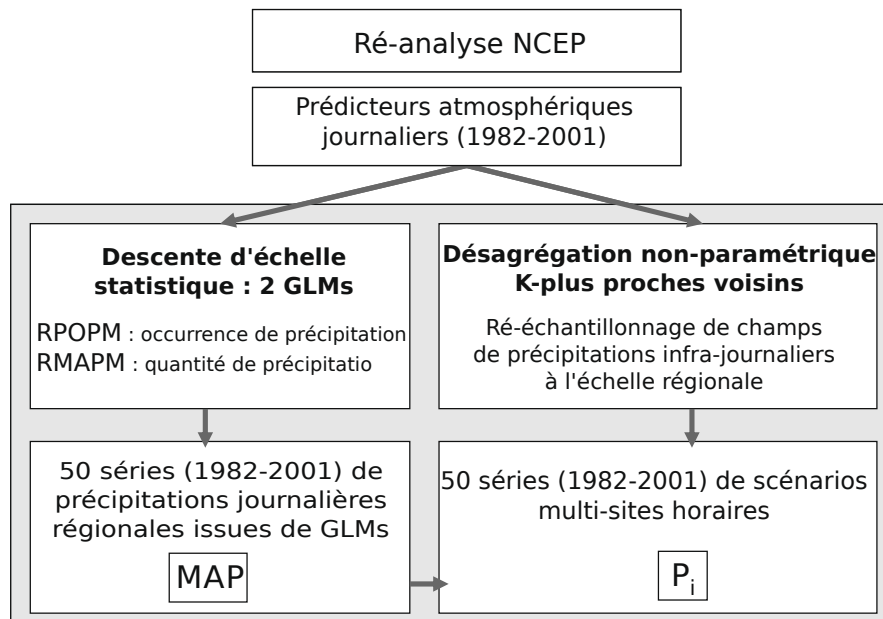 Ré-analyse NCEP
Prédicteurs atmosphériques
journaliers (1982-2001)
Descente d'échelle
statistique : 2 GLMs
RPOPM : occurrence de précipitation
RMAPM : quantité de précipitatio
Désagrégation non-paramétrique
K-plus proches voisins
Ré-échantillonnage de champs
de précipitations infra-journaliers
à l'échelle régionale
50 séries (1982-2001) de
précipitations journalières
régionales issues de GLMs
MAP
50 séries (1982-2001) de scénarios
multi-sites horaires
Pi